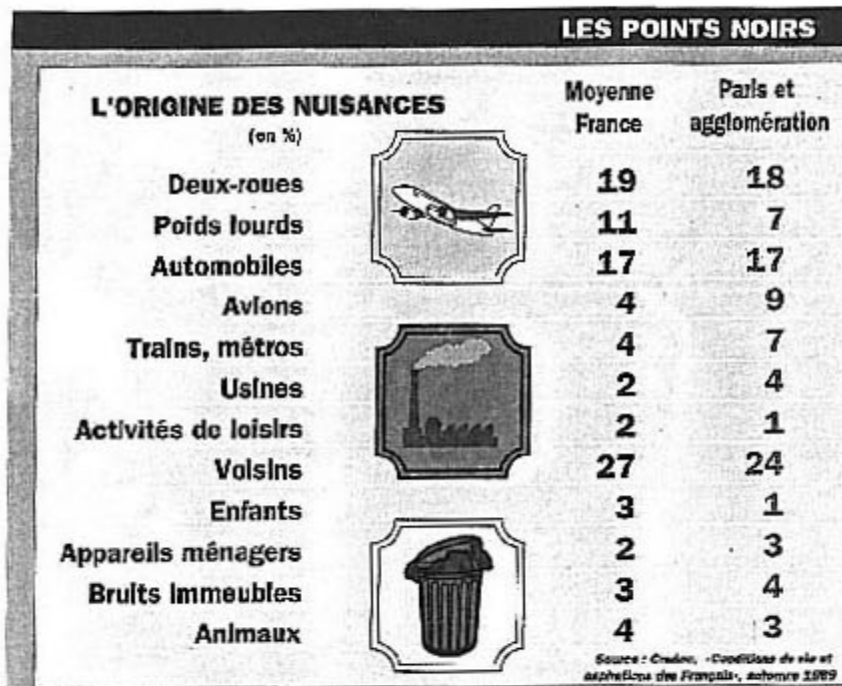 LES POINTS NOIRS
L'ORIGINE DES NUISANCES
(en %)
Moyenne France
Paris et agglomération
Deux-roues 19 18
Poids lourds 11 7
Automobiles 17 17
Avions 4 9
Trains, métros 4 7
Usines 2 4
Activités de loisirs 2 1
Voisins 27 24
Enfants 3 1
Appareils ménagers 2 3
Bruits immeubles 3 4
Animaux 4 3
Source : Credoc, «Conditions de vie et
aspirations des Français», automne 1989